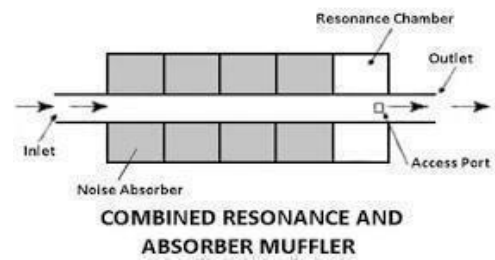 Resonance Chamber
Outlet
Inlet
Access Port
Noise Absorber
COMBINED RESONANCE AND
ABSORBER MUFFLER